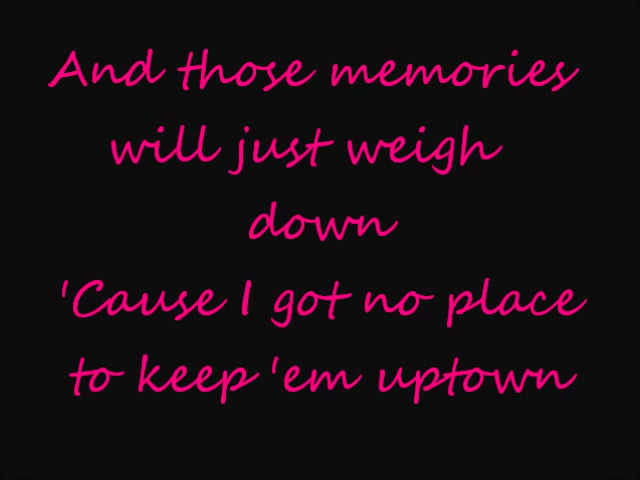 And those memories
will just weigh
down
'Cause I got no place
to keep 'em uptown